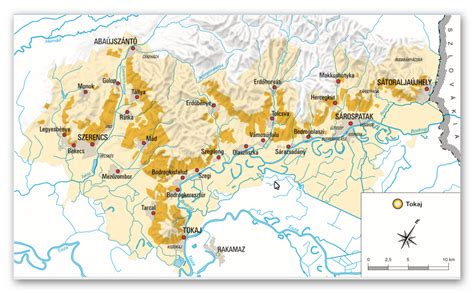 ABAÚJSZÁNTÓ
Golop
Monok
Tállya
Erdőbénye
Erdőhorváti
Makkoshotyka
SÁTORALJAÚJHELY
Hercegkút
SZLOVÁKIA
Rátka
Tolcsva
Legyesbénye
SZERENCS
Mád
Vámosújfalu
Bodrogolaszi
SÁROSPATAK
Bekecs
Szegilong
Olaszliszka
Sárazsadány
Mezőzombor
Bodrogkisfalud
Szegi
Bodrogkeresztúr
Tarcal
TOKAJ
RAKAMAZ
Tokaj
0
2,5
5
10 km